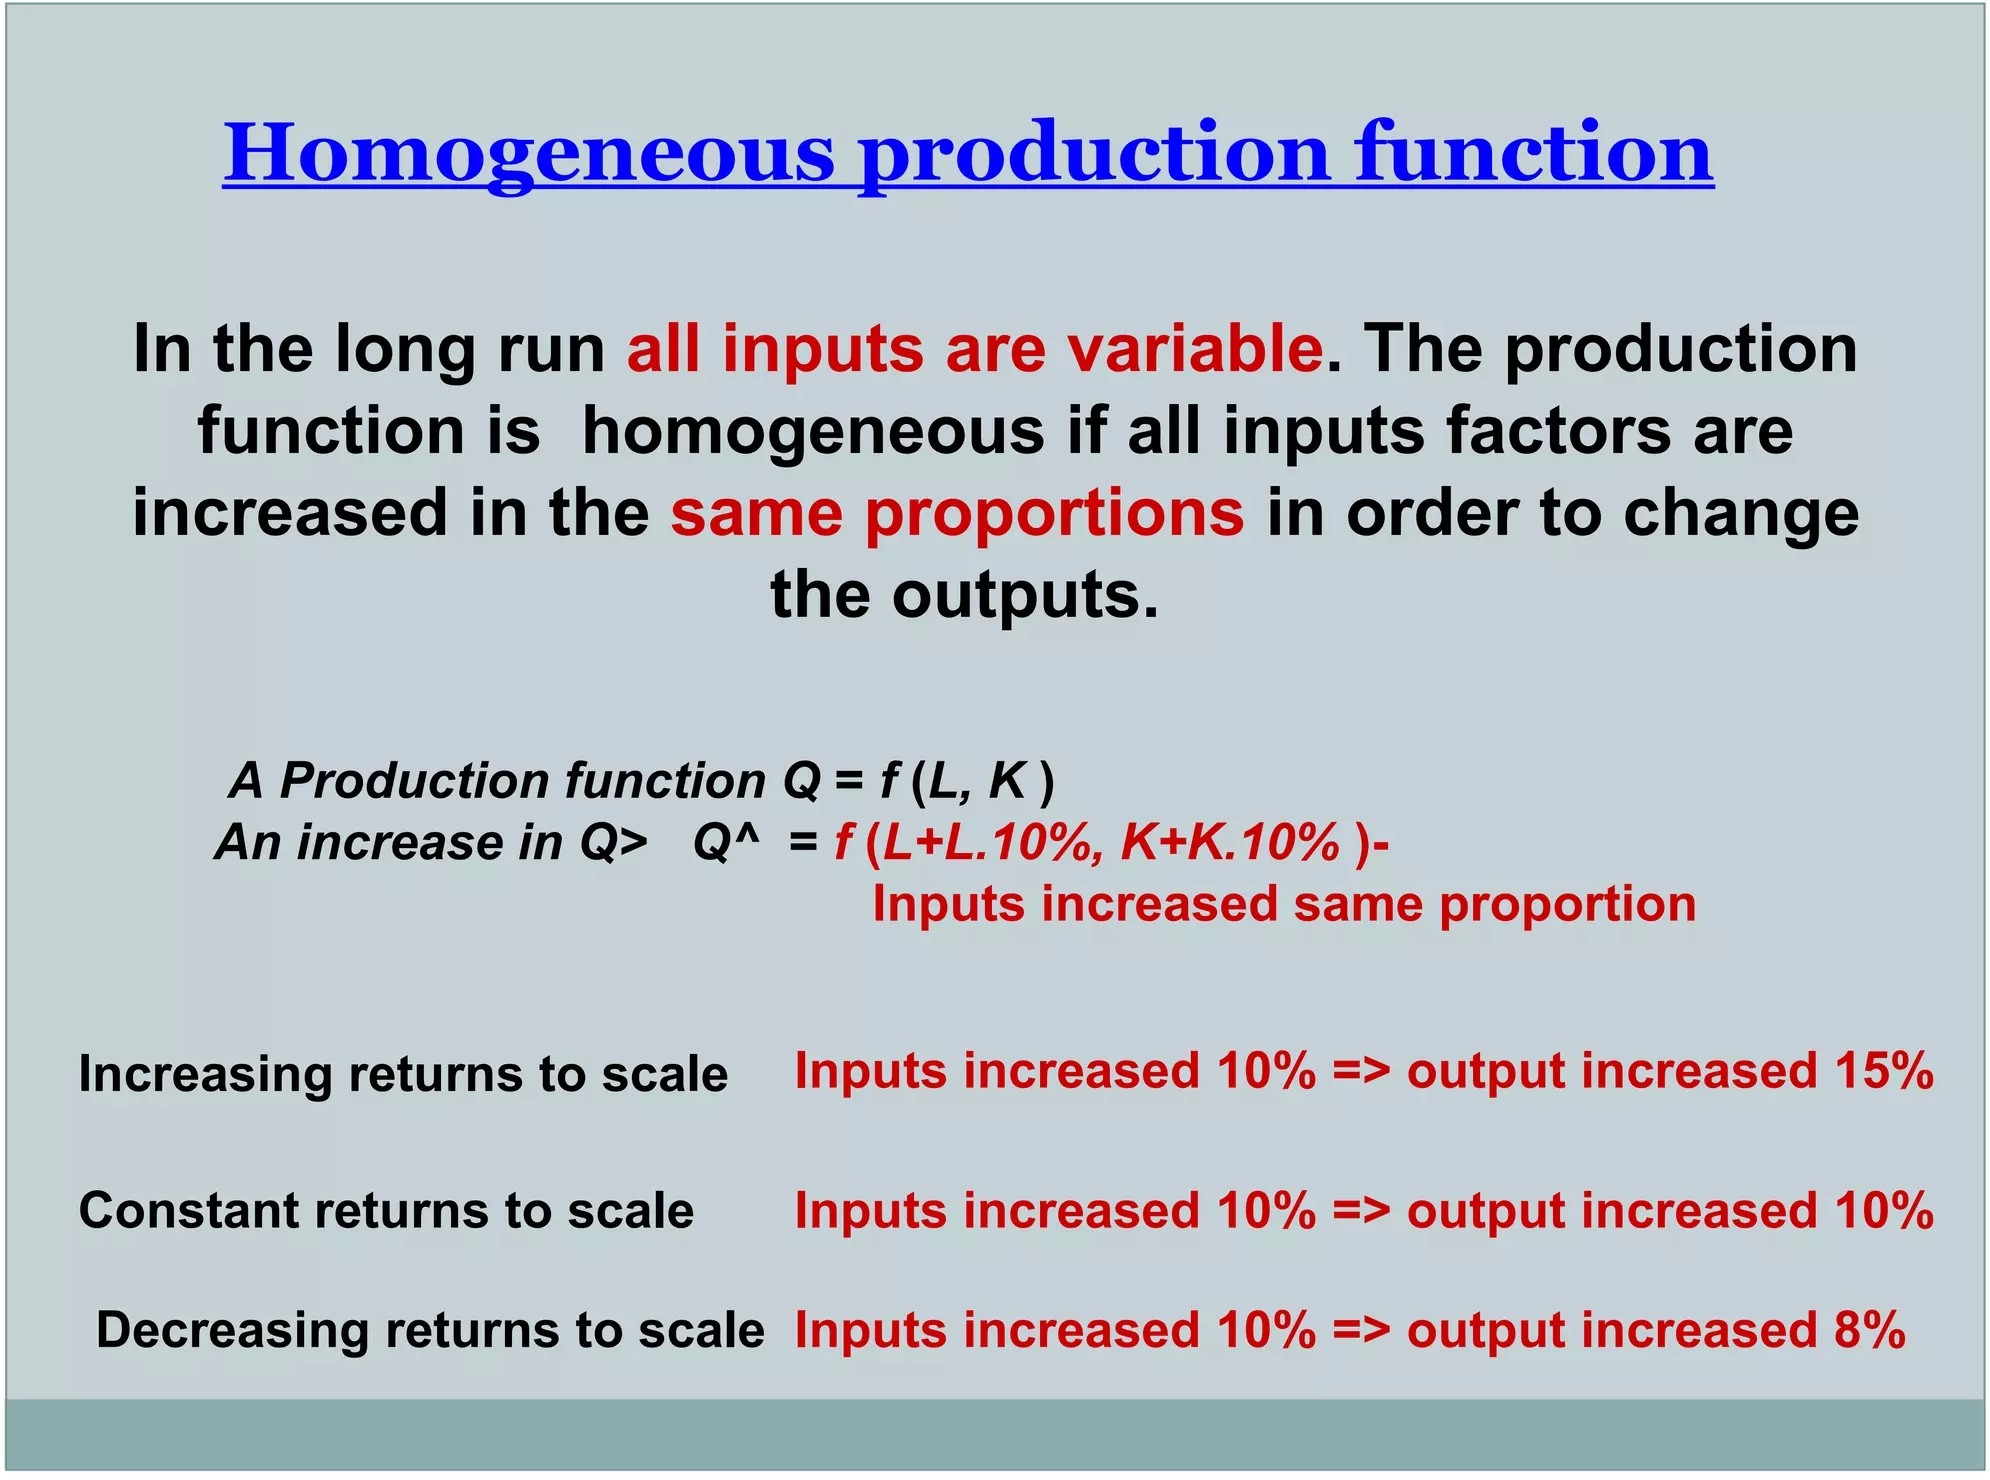 Homogeneous production function
In the long run all inputs are variable. The production
function is homogeneous if all inputs factors are
increased in the same proportions in order to change
the outputs.
A Production function Q = f (L, K )
An increase in Q> Q^ = f (L+L.10%, K+K.10% )-
Inputs increased same proportion
Increasing returns to scale Inputs increased 10% => output increased 15%
Constant returns to scale Inputs increased 10% => output increased 10%
Decreasing returns to scale Inputs increased 10% => output increased 8%